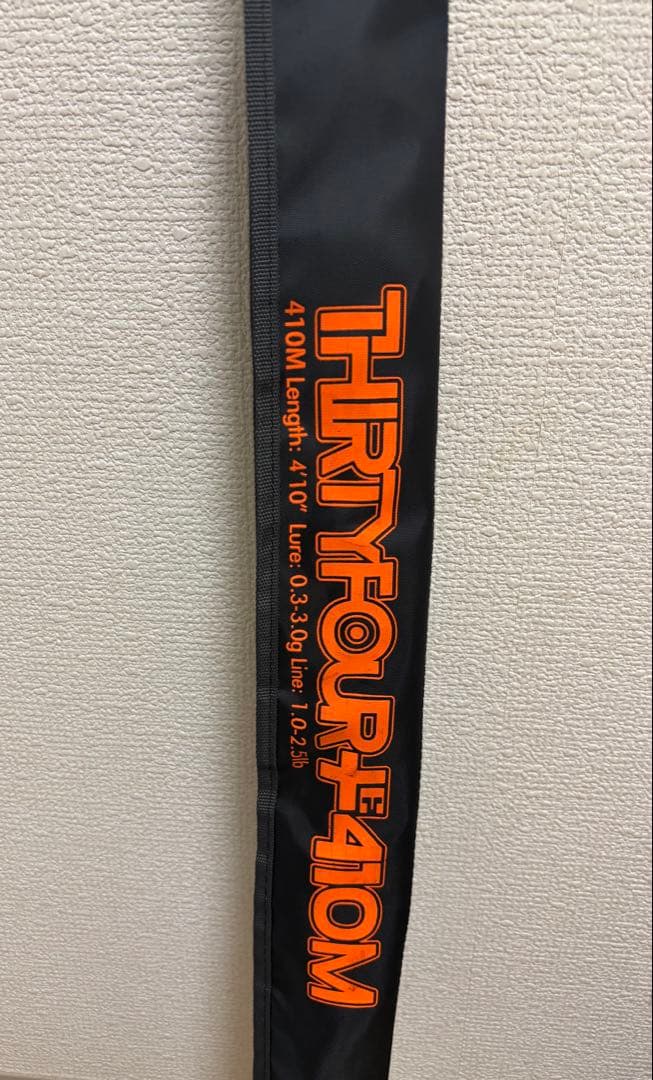 THIRTYFOUR 410M
410M Length: 4'10" Lure: 0.3-3.0g Line: 1.0-2.5lb